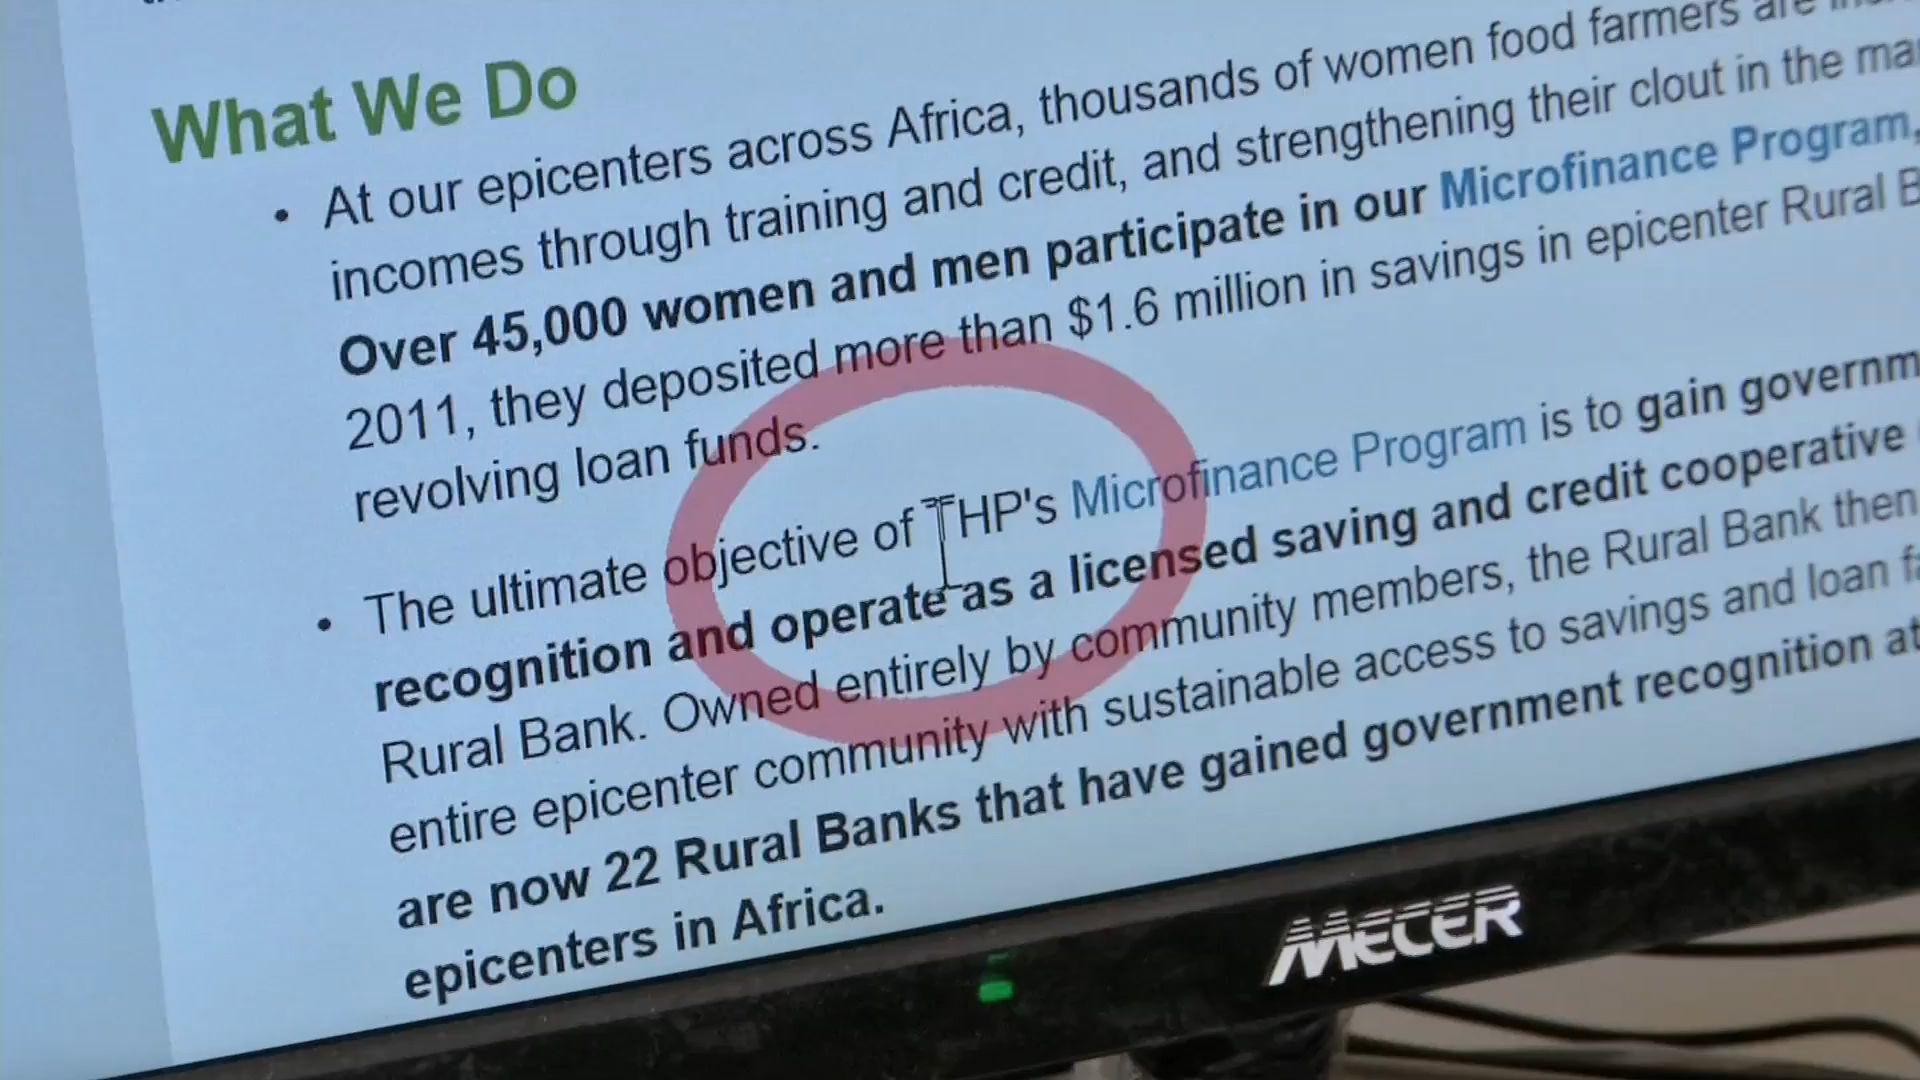 What We Do
• At our epicenters across Africa, thousands of women food farmers are
incomes through training and credit, and strengthening their clout in the
Over 45,000 women and men participate in our Microfinance Program,
2011, they deposited more than $1.6 million in savings in epicenter Rural
revolving loan funds.
• The ultimate objective of THP's Microfinance Program is to gain
recognition and operate as a licensed saving and credit cooperative
Rural Bank. Owned entirely by community members, the Rural Bank then
entire epicenter community with sustainable access to savings and loan
are now 22 Rural Banks that have gained government recognition at
epicenters in Africa.
MECER